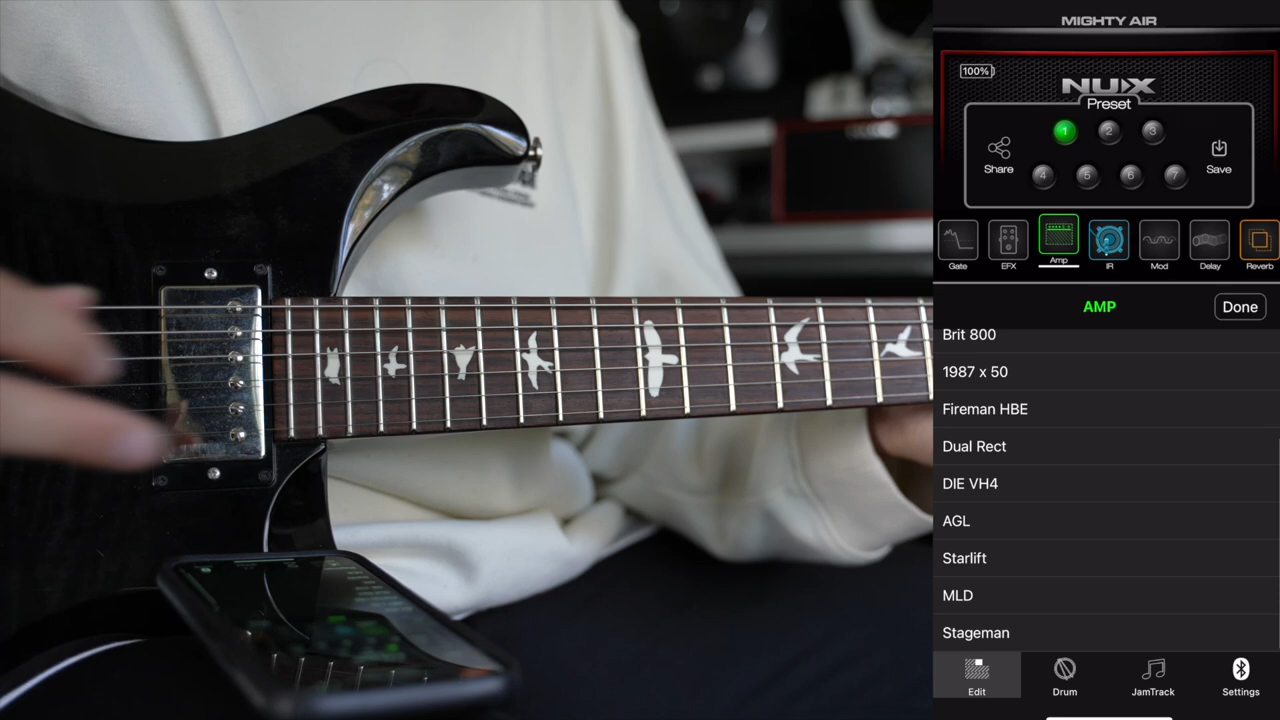 MIGHTY AIR
100%
NUX
Preset
1 2 3
Share
Save
4 5 6 7
Gate EFX Amp IR Mod Delay Reverb
AMP Done
Brit 800
1987 x 50
Fireman HBE
Dual Rect
DIE VH4
AGL
Starlift
MLD
Stageman
Edit Drum JamTrack Settings